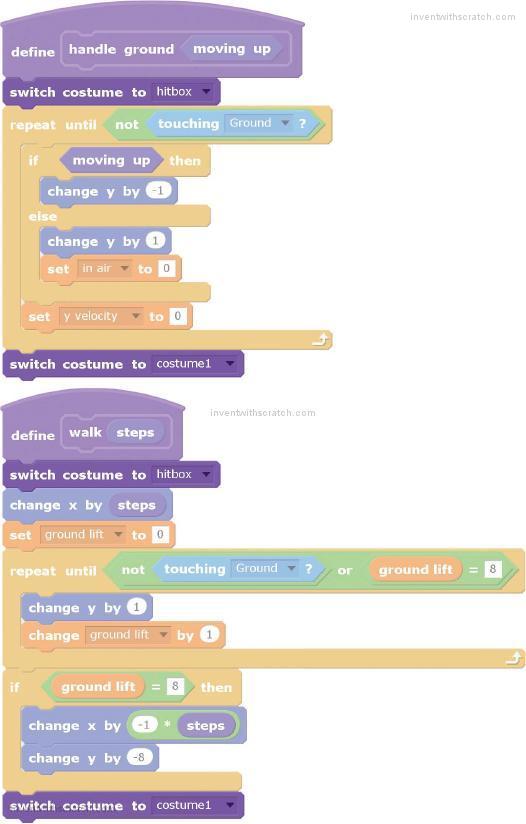 inventwithscratch.com
define handle ground moving up
switch costume to hitbox
repeat until not touching Ground ?
if moving up then
change y by -1
else
change y by 1
set in air to 0
set y velocity to 0
switch costume to costume1
inventwithscratch.com
define walk steps
switch costume to hitbox
change x by steps
set ground lift to 0
repeat until not touching Ground ? or ground lift = 8
change y by 1
change ground lift by 1
if ground lift = 8 then
change x by -1 * steps
change y by -8
switch costume to costume1